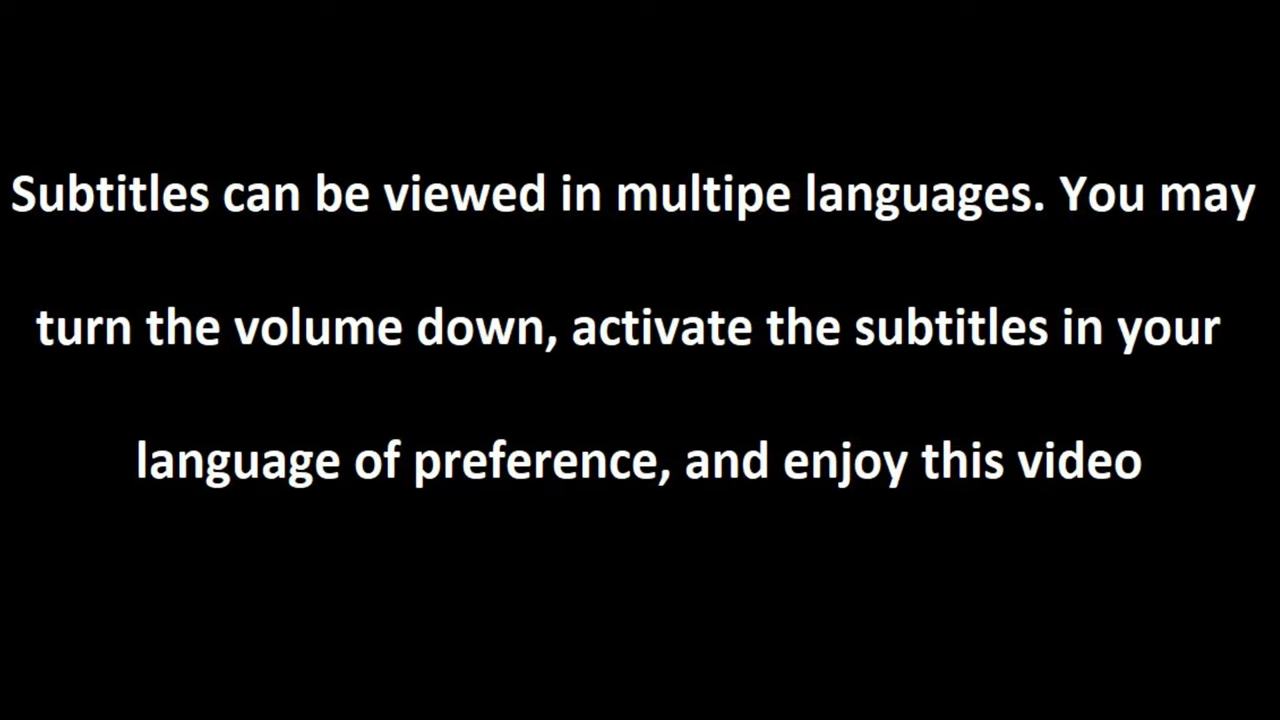 Subtitles can be viewed in multipe languages. You may
turn the volume down, activate the subtitles in your
language of preference, and enjoy this video